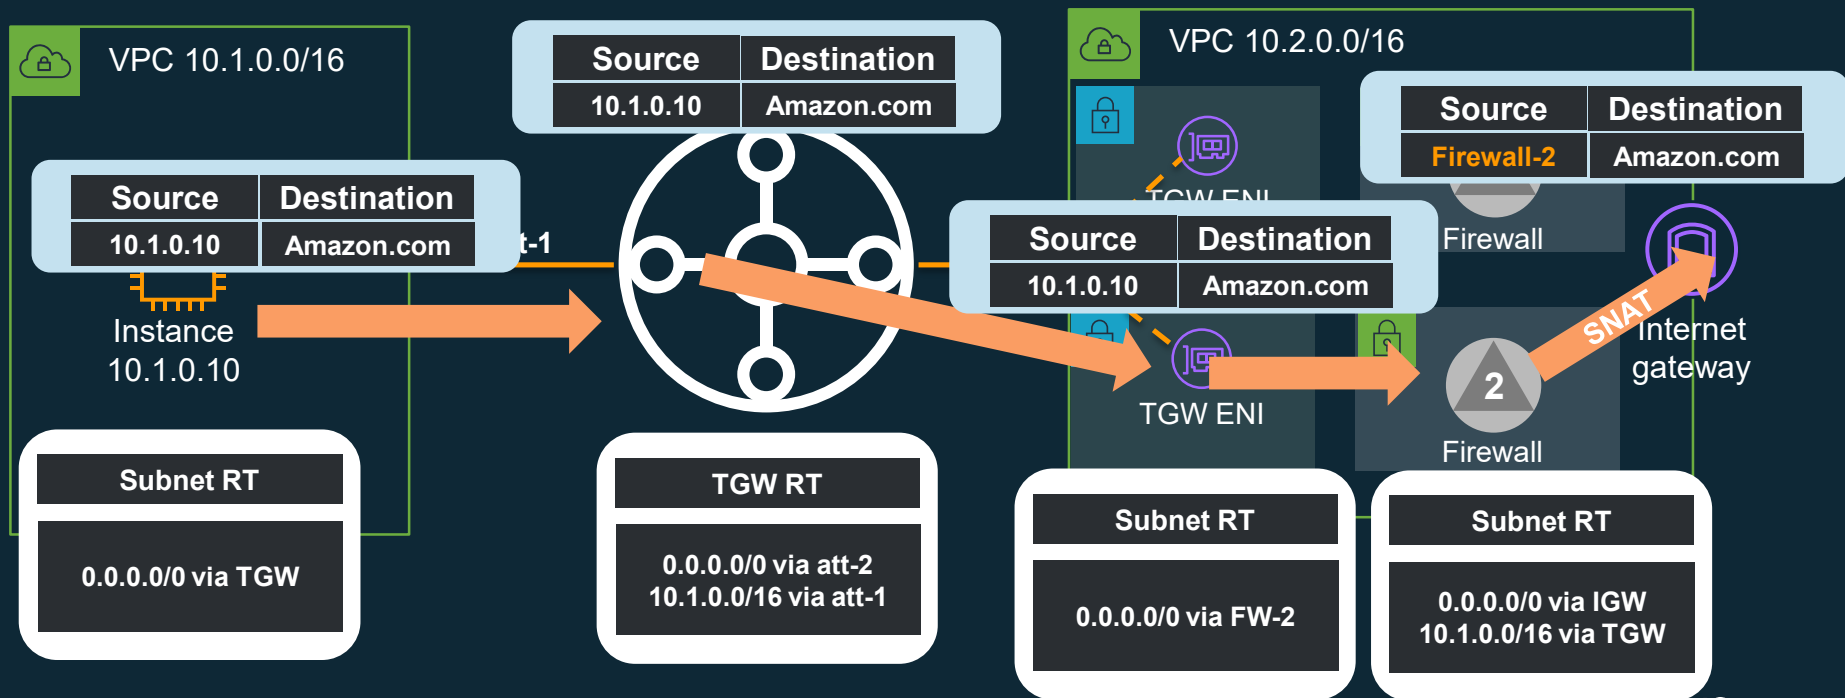 VPC 10.1.0.0/16
Source Destination
10.1.0.10 Amazon.com
Instance
10.1.0.10
Subnet RT
0.0.0.0/0 via TGW
Source Destination
10.1.0.10 Amazon.com
t-1
TGW RT
0.0.0.0/0 via att-2
10.1.0.0/16 via att-1
VPC 10.2.0.0/16
TGW ENI
Source Destination
10.1.0.10 Amazon.com
TGW ENI
Subnet RT
0.0.0.0/0 via FW-2
Source Destination
Firewall-2 Amazon.com
Firewall
2
Firewall
SNAT
Internet
gateway
Subnet RT
0.0.0.0/0 via IGW
10.1.0.0/16 via TGW